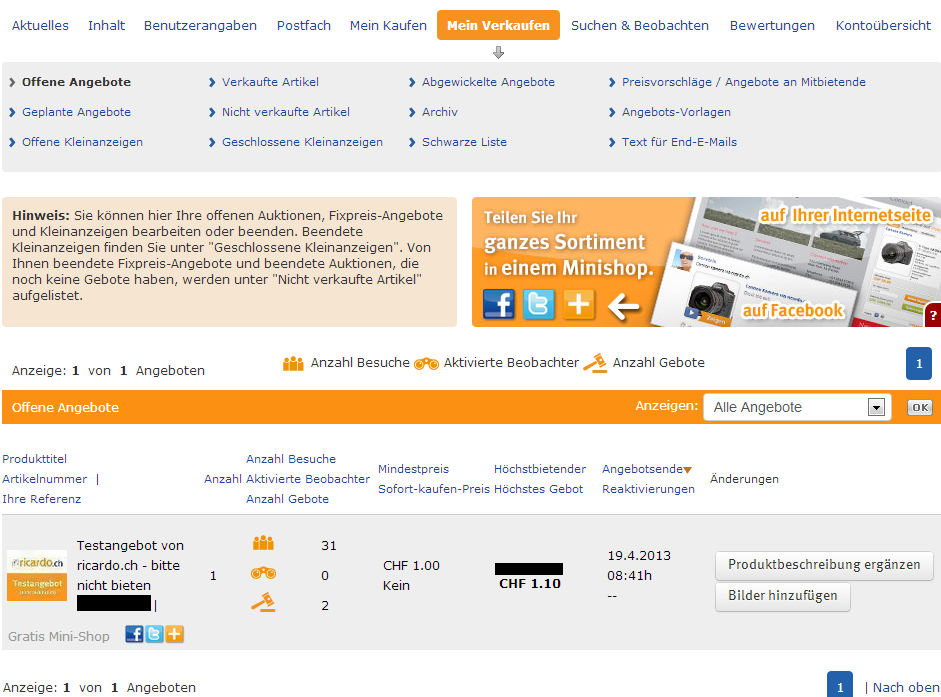 Aktuelles Inhalt Benutzerangaben Postfach Mein Kaufen Mein Verkaufen Suchen & Beobachten Bewertungen Kontoübersicht
Offene Angebote Verkaufte Artikel Abgewickelte Angebote Preisvorschläge / Angebote an Mitbietende
Geplante Angebote Nicht verkaufte Artikel Archiv Angebots-Vorlagen
Offene Kleinanzeigen Geschlossene Kleinanzeigen Schwarze Liste Text für End-E-Mails
Hinweis: Sie können hier Ihre offenen Auktionen, Fixpreis-Angebote
und Kleinanzeigen bearbeiten oder beenden. Beendete
Kleinanzeigen finden Sie unter "Geschlossene Kleinanzeigen". Von
Ihnen beendete Fixpreis-Angebote und beendete Auktionen, die
noch keine Gebote haben, werden unter "Nicht verkaufte Artikel"
aufgelistet.
Teilen Sie Ihr
ganzes Sortiment
in einem Minishop.
auf Ihrer Internetseite
auf Facebook
?
Anzeige: 1 von 1 Angeboten
Anzahl Besuche Aktivierte Beobachter Anzahl Gebote
1
Offene Angebote Anzeigen: Alle Angebote OK
Produkttitel
Artikelnummer |
Ihre Referenz
Anzahl
Anzahl Besuche
Aktivierte Beobachter
Anzahl Gebote
Mindestpreis
Sofort-kaufen-Preis
Höchstbietender
Höchstes Gebot
Angebotsende
Reaktivierungen
Änderungen
ricardo.ch
Testangebot
Testangebot von
ricardo.ch - bitte
nicht bieten
|
1
31
0
2
CHF 1.00
Kein
CHF 1.10
19.4.2013
08:41h
--
Produktbeschreibung ergänzen
Bilder hinzufügen
Gratis Mini-Shop
Anzeige: 1 von 1 Angeboten
1 | Nach oben